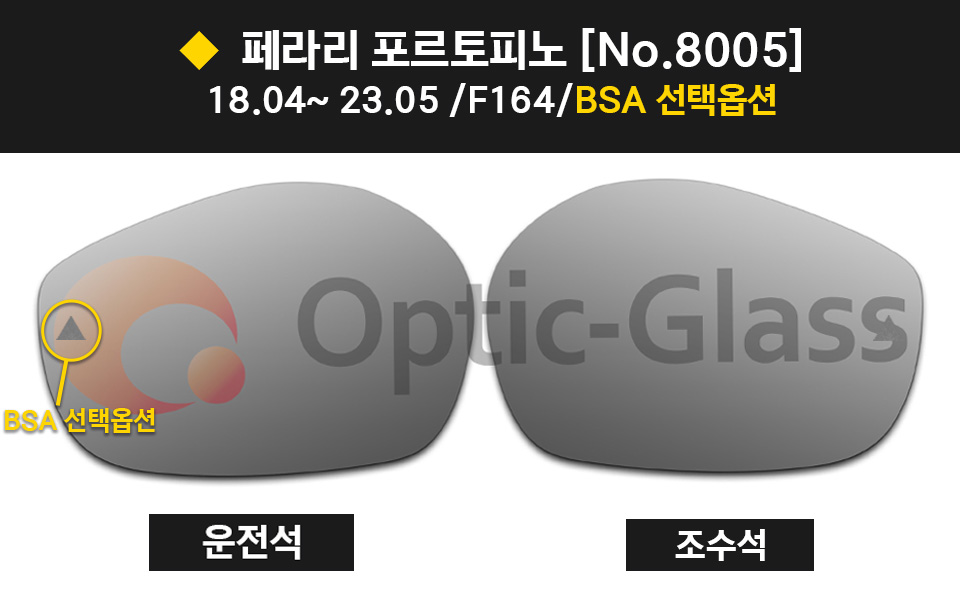 ◆ 페라리 포르토피노 [No.8005]
18.04~ 23.05 /F164/BSA 선택옵션
Optic-Glass
BSA 선택옵션
운전석
조수석